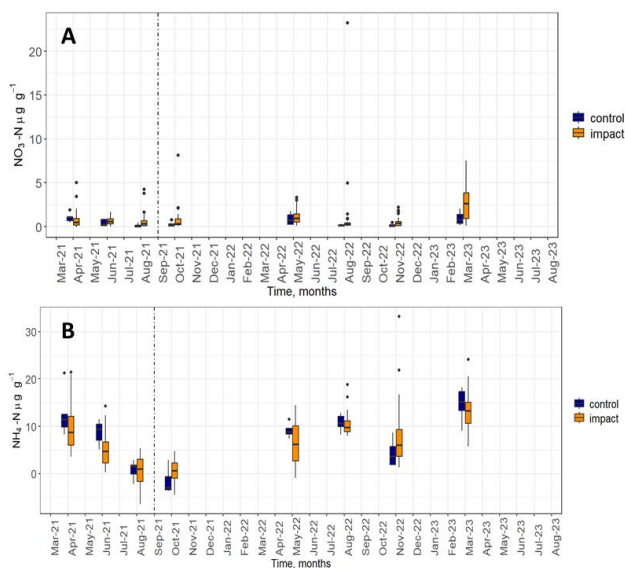 A
20
15
10
5
0
NO3-N μ g g−1
control
impact
Mar-21 Apr-21 May-21 Jun-21 Jul-21 Aug-21 Sep-21 Oct-21 Nov-21 Dec-21 Jan-22 Feb-22 Mar-22 Apr-22 May-22 Jun-22 Jul-22 Aug-22 Sep-22 Oct-22 Nov-22 Dec-22 Jan-23 Feb-23 Mar-23 Apr-23 May-23 Jun-23 Jul-23 Aug-23
Time, months
B
30
20
10
0
NH4-N μ g g−1
control
impact
Mar-21 Apr-21 May-21 Jun-21 Jul-21 Aug-21 Sep-21 Oct-21 Nov-21 Dec-21 Jan-22 Feb-22 Mar-22 Apr-22 May-22 Jun-22 Jul-22 Aug-22 Sep-22 Oct-22 Nov-22 Dec-22 Jan-23 Feb-23 Mar-23 Apr-23 May-23 Jun-23 Jul-23 Aug-23
Time, months